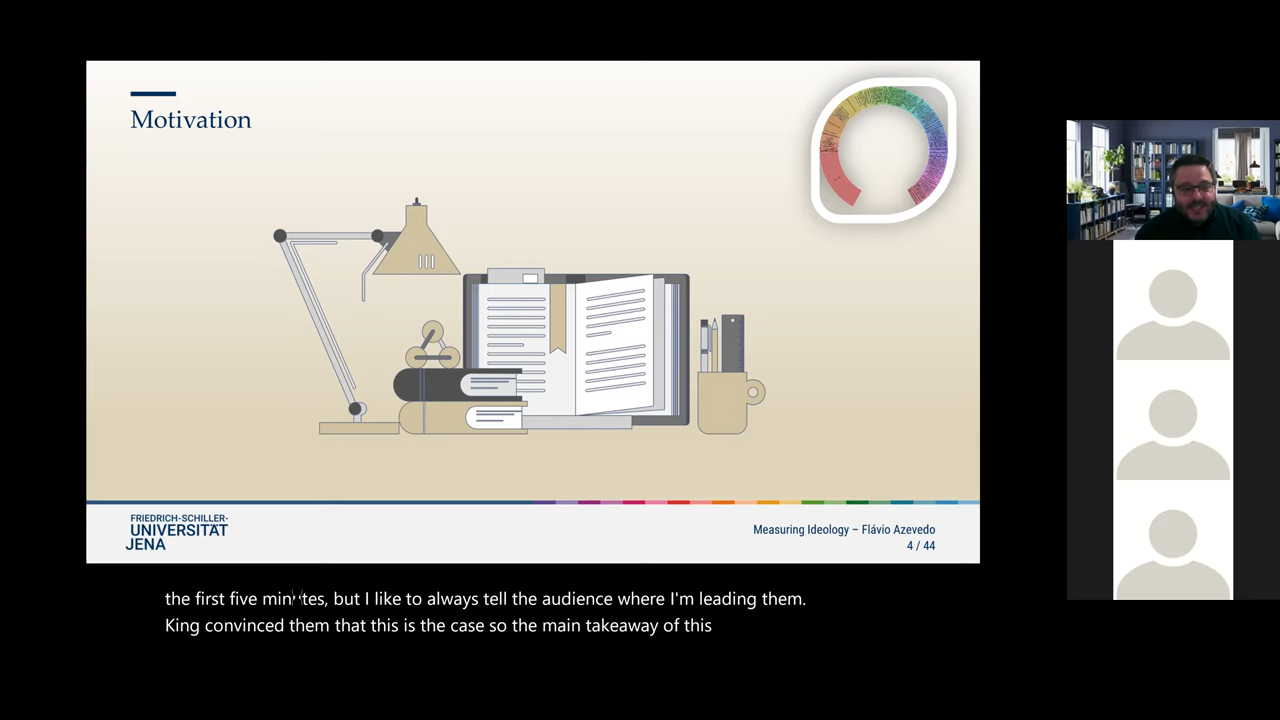 Motivation
FRIEDRICH-SCHILLER-
UNIVERSITÄT
JENA
Measuring Ideology – Flávio Azevedo
4 / 44
the first five minutes, but I like to always tell the audience where I'm leading them.
King convinced them that this is the case so the main takeaway of this